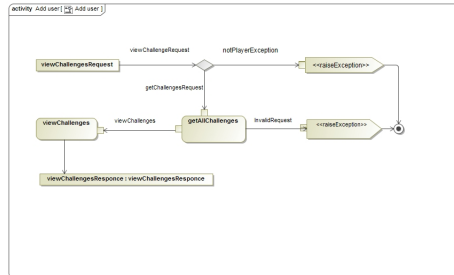 activity Add user [ Add user ]
viewChallengeRequest
notPlayerException
viewChallengesRequest
<<raiseException>>
getChallengesRequest
viewChallenges
viewChallenges
getAllChallenges
InvalidRequest
<<raiseException>>
viewChallengesResponce : viewChallengesResponce